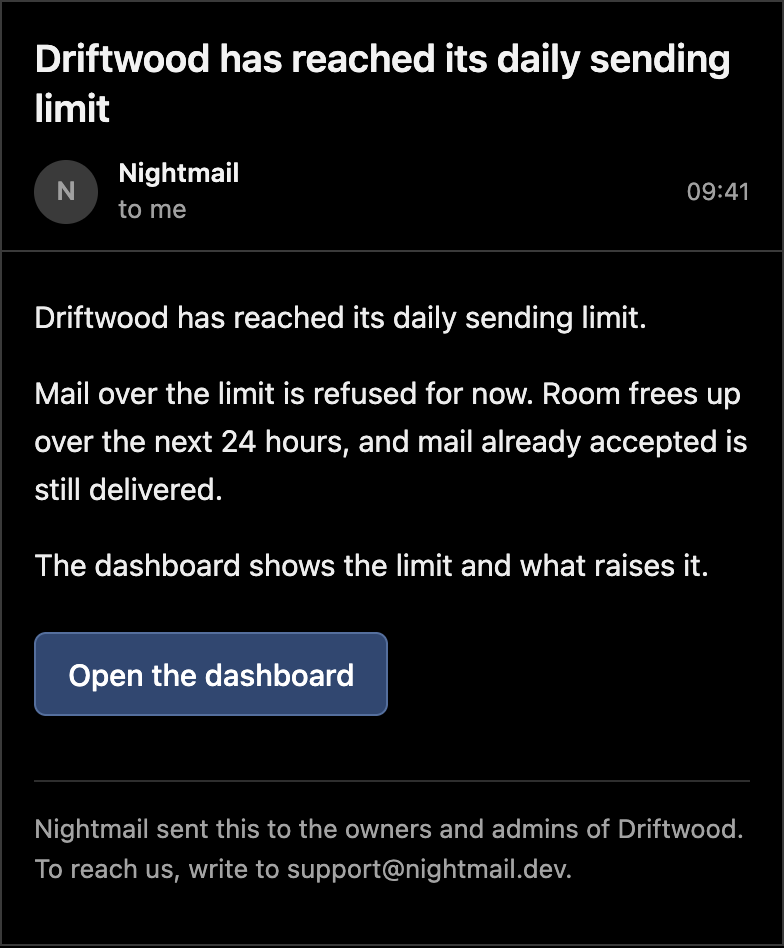 Driftwood has reached its daily sending
limit
N
Nightmail
to me
09:41
Driftwood has reached its daily sending limit.
Mail over the limit is refused for now. Room frees up
over the next 24 hours, and mail already accepted is
still delivered.
The dashboard shows the limit and what raises it.
Open the dashboard
Nightmail sent this to the owners and admins of Driftwood.
To reach us, write to support@nightmail.dev.